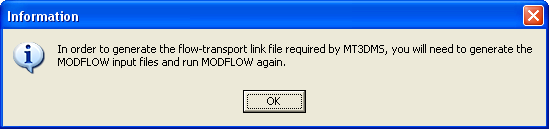 Information
In order to generate the flow-transport link file required by MT3DMS, you will need to generate the
MODFLOW input files and run MODFLOW again.
OK